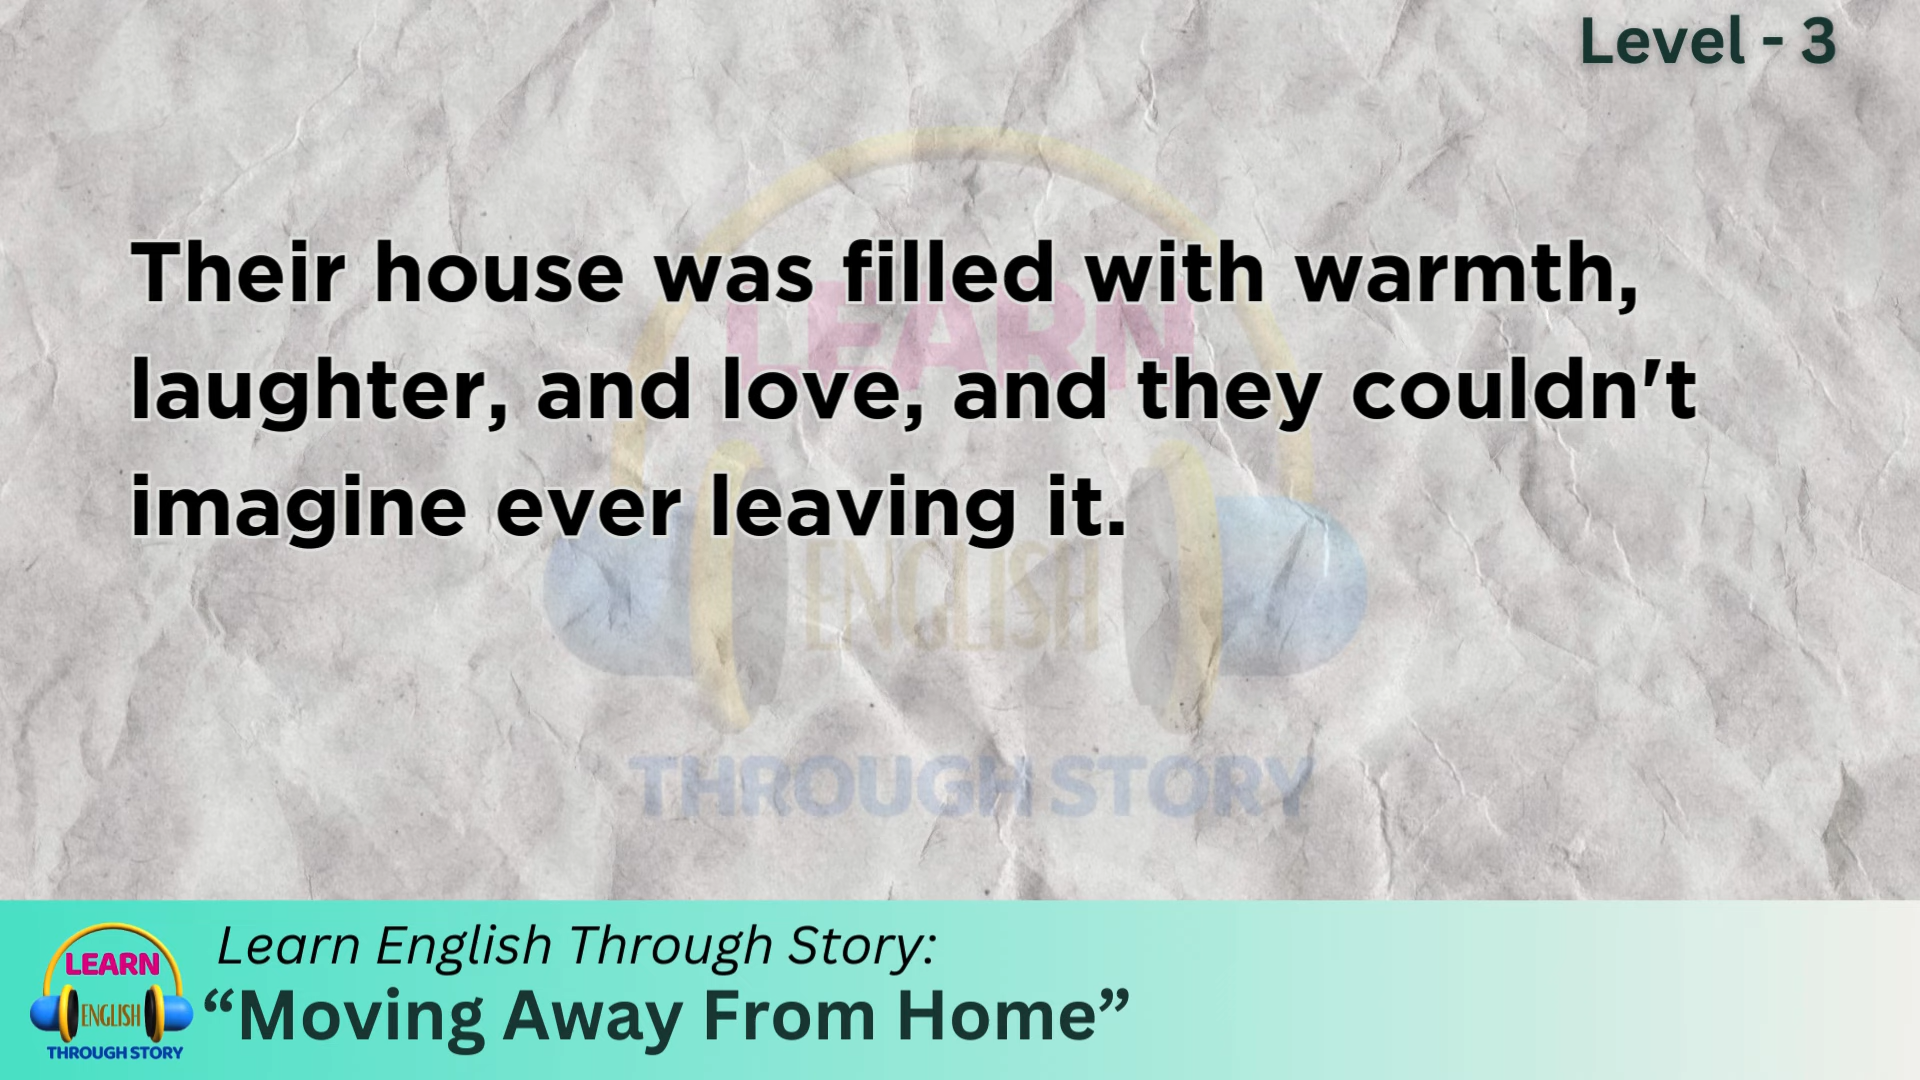 Level - 3
Their house was filled with warmth,
laughter, and love, and they couldn't
imagine ever leaving it.
LEARN
ENGLISH
THROUGH STORY
Learn English Through Story:
“Moving Away From Home”
LEARN
ENGLISH
THROUGH STORY